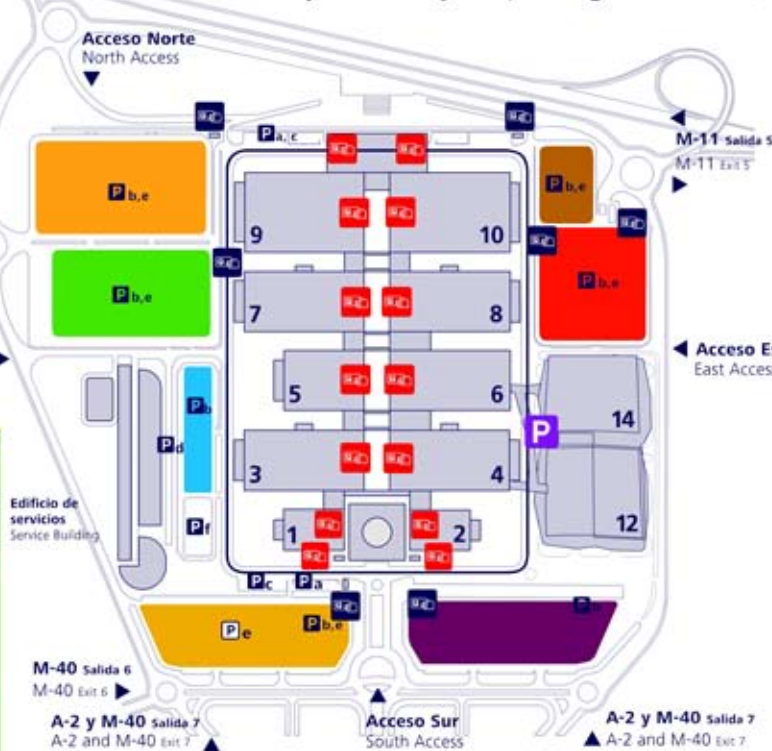 Acceso Norte
North Access
P a, c
M-11 Salida 5
M-11 Exit 5
P b,e
P b,e
9
10
P b,e
P b,e
7
8
Acceso Es
East Acces
5
6
P b
14
P
P d
3
4
Edificio de
servicios
Service Building
P f
12
1
2
P c
P a
P e
P b,e
M-40 Salida 6
M-40 Exit 6
A-2 y M-40 Salida 7
A-2 and M-40 Exit 7
Acceso Sur
South Access
A-2 y M-40 Salida 7
A-2 and M-40 Exit 7